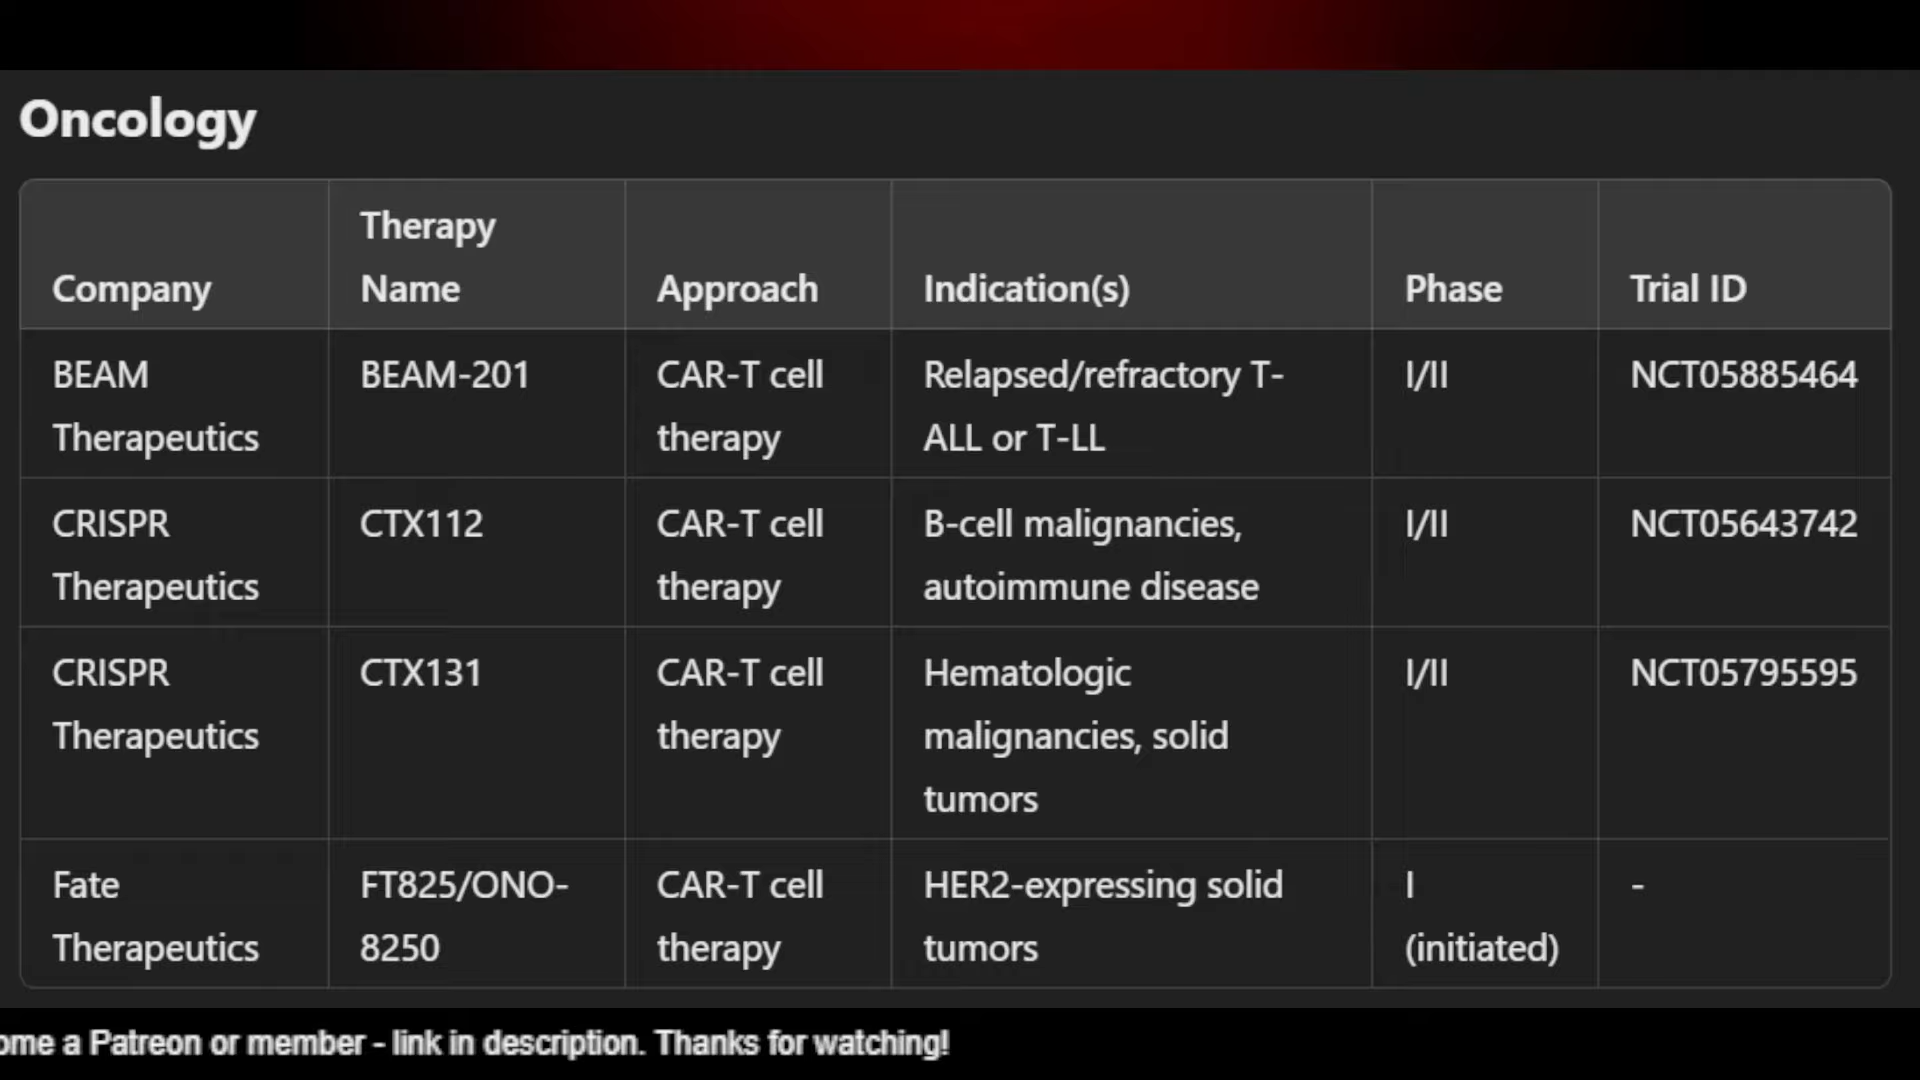 Oncology
Therapy
Company Name Approach Indication(s) Phase Trial ID
BEAM BEAM-201 CAR-T cell Relapsed/refractory T- I/II NCT05885464
Therapeutics therapy ALL or T-LL
CRISPR CTX112 CAR-T cell B-cell malignancies, I/II NCT05643742
Therapeutics therapy autoimmune disease
CRISPR CTX131 CAR-T cell Hematologic I/II NCT05795595
Therapeutics therapy malignancies, solid
tumors
Fate FT825/ONO- CAR-T cell HER2-expressing solid I -
Therapeutics 8250 therapy tumors (initiated)
ome a Patreon or member - link in description. Thanks for watching!